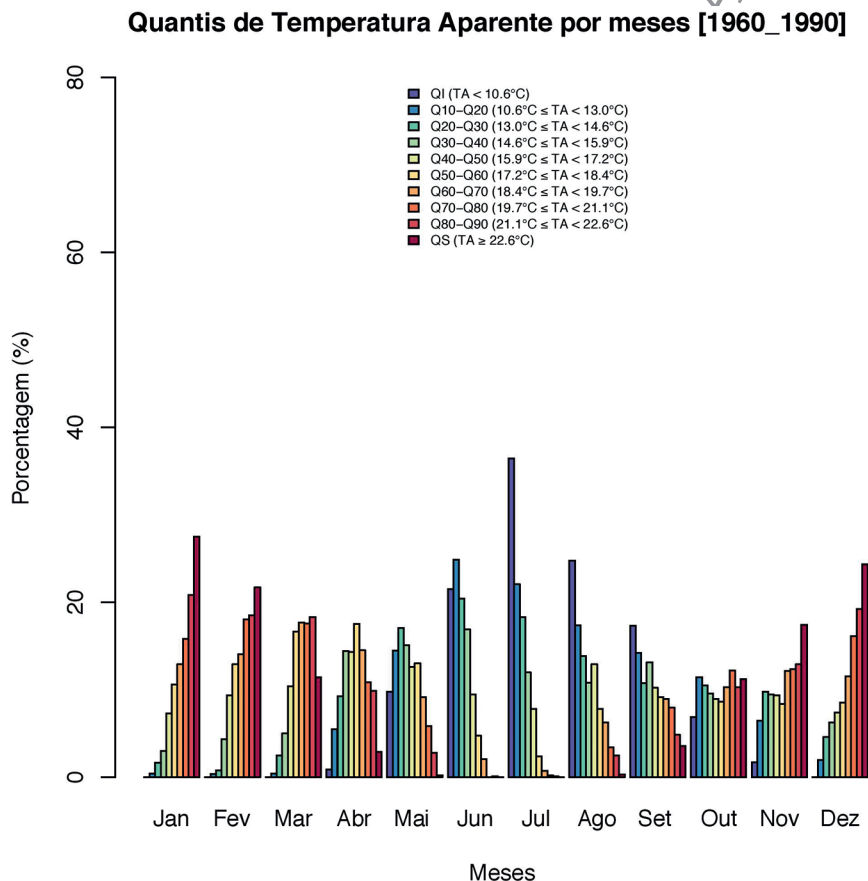 Quantis de Temperatura Aparente por meses [1960_1990]
80
60
40
20
0
Porcentagem (%)
QI (TA < 10.6°C)
Q10−Q20 (10.6°C ≤ TA < 13.0°C)
Q20−Q30 (13.0°C ≤ TA < 14.6°C)
Q30−Q40 (14.6°C ≤ TA < 15.9°C)
Q40−Q50 (15.9°C ≤ TA < 17.2°C)
Q50−Q60 (17.2°C ≤ TA < 18.4°C)
Q60−Q70 (18.4°C ≤ TA < 19.7°C)
Q70−Q80 (19.7°C ≤ TA < 21.1°C)
Q80−Q90 (21.1°C ≤ TA < 22.6°C)
QS (TA ≥ 22.6°C)
Jan Fev Mar Abr Mai Jun Jul Ago Set Out Nov Dez
Meses